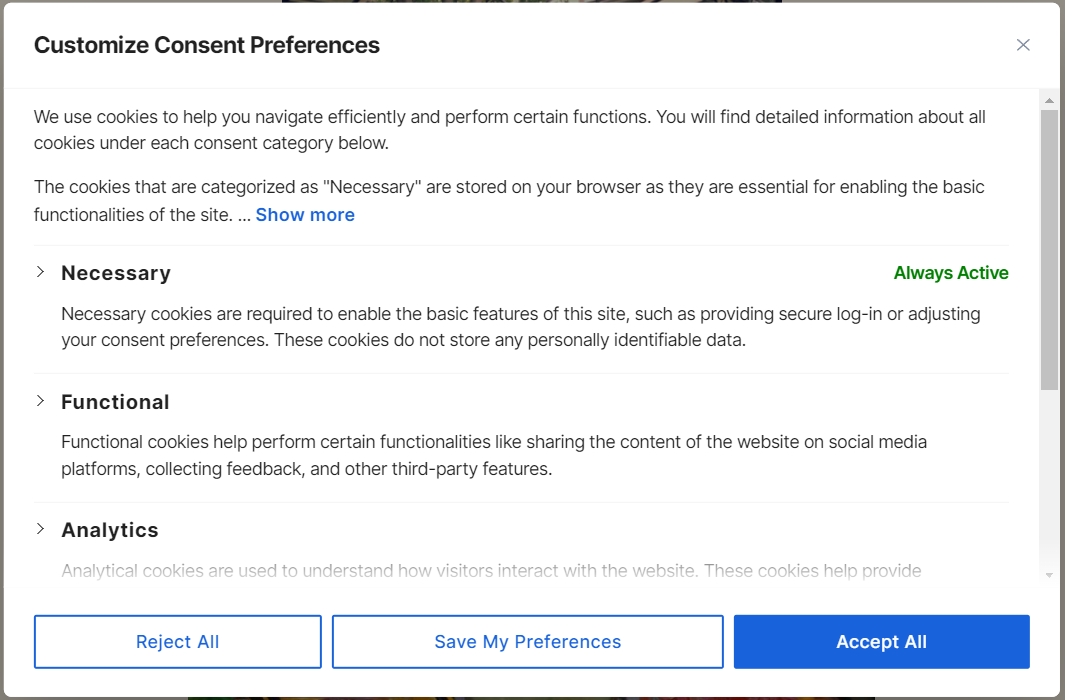 Customize Consent Preferences
We use cookies to help you navigate efficiently and perform certain functions. You will find detailed information about all
cookies under each consent category below.
The cookies that are categorized as "Necessary" are stored on your browser as they are essential for enabling the basic
functionalities of the site. ... Show more
Necessary
Always Active
Necessary cookies are required to enable the basic features of this site, such as providing secure log-in or adjusting
your consent preferences. These cookies do not store any personally identifiable data.
Functional
Functional cookies help perform certain functionalities like sharing the content of the website on social media
platforms, collecting feedback, and other third-party features.
Analytics
Analytical cookies are used to understand how visitors interact with the website. These cookies help provide
Reject All
Save My Preferences
Accept All